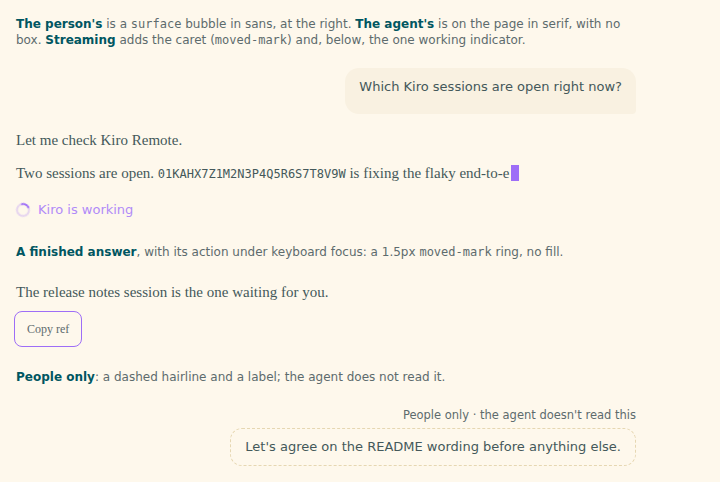 The person's is a surface bubble in sans, at the right. The agent's is on the page in serif, with no
box. Streaming adds the caret (moved-mark) and, below, the one working indicator.
Which Kiro sessions are open right now?
Let me check Kiro Remote.
Two sessions are open. 01KAHX7Z1M2N3P4Q5R6S7T8V9W is fixing the flaky end-to-e
Kiro is working
A finished answer, with its action under keyboard focus: a 1.5px moved-mark ring, no fill.
The release notes session is the one waiting for you.
Copy ref
People only: a dashed hairline and a label; the agent does not read it.
People only · the agent doesn't read this
Let's agree on the README wording before anything else.